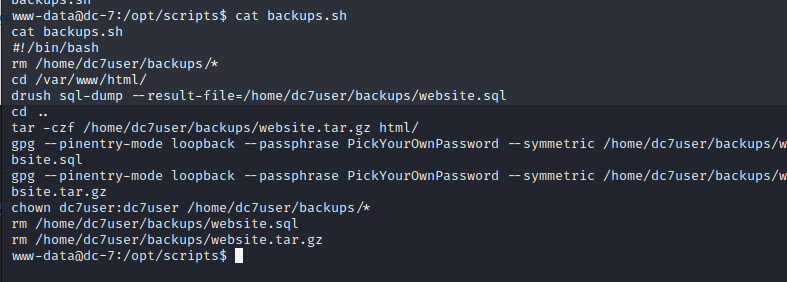 backups.sh
www-data@dc-7:/opt/scripts$ cat backups.sh
cat backups.sh
#!/bin/bash
rm /home/dc7user/backups/*
cd /var/www/html/
drush sql-dump --result-file=/home/dc7user/backups/website.sql
cd ..
tar -czf /home/dc7user/backups/website.tar.gz html/
gpg --pinentry-mode loopback --passphrase PickYourOwnPassword --symmetric /home/dc7user/backups/w
bsite.sql
gpg --pinentry-mode loopback --passphrase PickYourOwnPassword --symmetric /home/dc7user/backups/w
bsite.tar.gz
chown dc7user:dc7user /home/dc7user/backups/*
rm /home/dc7user/backups/website.sql
rm /home/dc7user/backups/website.tar.gz
www-data@dc-7:/opt/scripts$